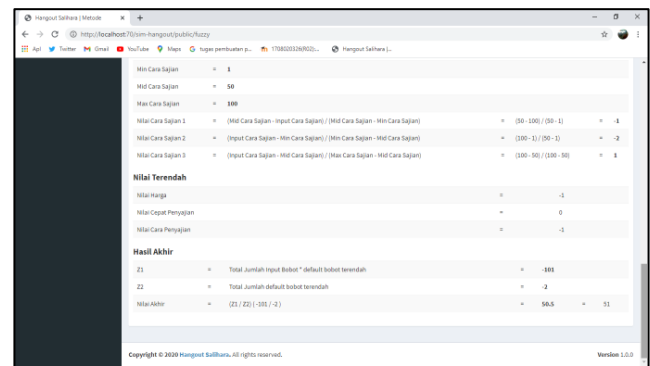 Hangout Salihara | Metode
http://localhost:70/sim-hangout/public/fuzzy
Apl Twitter Gmail YouTube Maps tugas pembuatan p... Hangout Salihara |...
Min Cara Sajian = 1
Mid Cara Sajian = 50
Max Cara Sajian = 100
Nilai Cara Sajian 1 = (Mid Cara Sajian - Input Cara Sajian) / (Mid Cara Sajian - Min Cara Sajian) = (50 - 100) / (50 - 1) = -1
Nilai Cara Sajian 2 = (Input Cara Sajian - Min Cara Sajian) / (Min Cara Sajian - Mid Cara Sajian) = (100 - 1) / (50 - 1) = -2
Nilai Cara Sajian 3 = (Input Cara Sajian - Mid Cara Sajian) / (Max Cara Sajian - Mid Cara Sajian) = (100 - 50) / (100 - 50) = 1
Nilai Terendah
Nilai Harga = -1
Nilai Cepat Penyajian = 0
Nilai Cara Penyajian = -1
Hasil Akhir
Z1 = Total Jumlah Input Bobot * default bobot terendah = -101
Z2 = Total Jumlah default bobot terendah = -2
Nilai Akhir = (Z1 / Z2) ( -101 / -2 ) = 50.5 = 51
Copyright © 2020 Hangout Salihara. All rights reserved.
Version 1.0.0